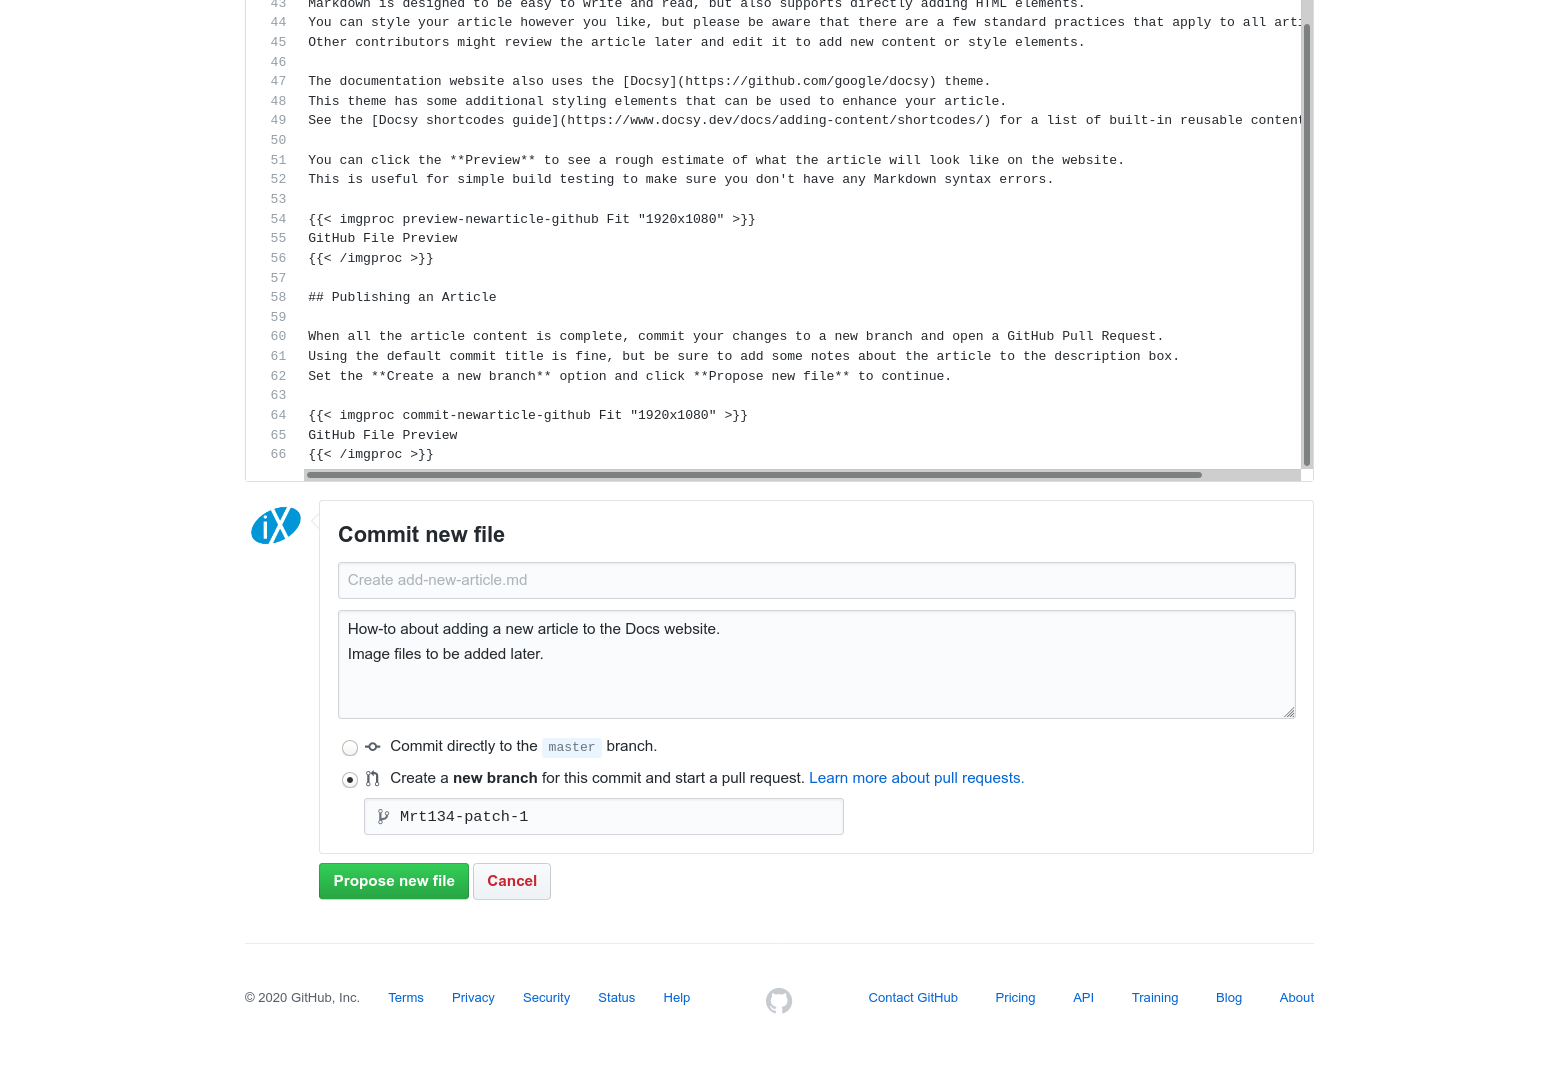 43 Markdown is designed to be easy to write and read, but also supports directly adding HTML elements.
44 You can style your article however you like, but please be aware that there are a few standard practices that apply to all
45 Other contributors might review the article later and edit it to add new content or style elements.
46
47 The documentation website also uses the [Docsy](https://github.com/google/docsy) theme.
48 This theme has some additional styling elements that can be used to enhance your article.
49 See the [Docsy shortcodes guide](https://www.docsy.dev/docs/adding-content/shortcodes/) for a list of built-in reusable content
50
51 You can click the **Preview** to see a rough estimate of what the article will look like on the website.
52 This is useful for simple build testing to make sure you don't have any Markdown syntax errors.
53
54 {{< imgproc preview-newarticle-github Fit "1920x1080" >}}
55 GitHub File Preview
56 {{< /imgproc >}}
57
58 ## Publishing an Article
59
60 When all the article content is complete, commit your changes to a new branch and open a GitHub Pull Request.
61 Using the default commit title is fine, but be sure to add some notes about the article to the description box.
62 Set the **Create a new branch** option and click **Propose new file** to continue.
63
64 {{< imgproc commit-newarticle-github Fit "1920x1080" >}}
65 GitHub File Preview
66 {{< /imgproc >}}
iX
Commit new file
Create add-new-article.md
How-to about adding a new article to the Docs website.
Image files to be added later.
Commit directly to the master branch.
Create a new branch for this commit and start a pull request. Learn more about pull requests.
Mrt134-patch-1
Propose new file Cancel
© 2020 GitHub, Inc. Terms Privacy Security Status Help Contact GitHub Pricing API Training Blog About